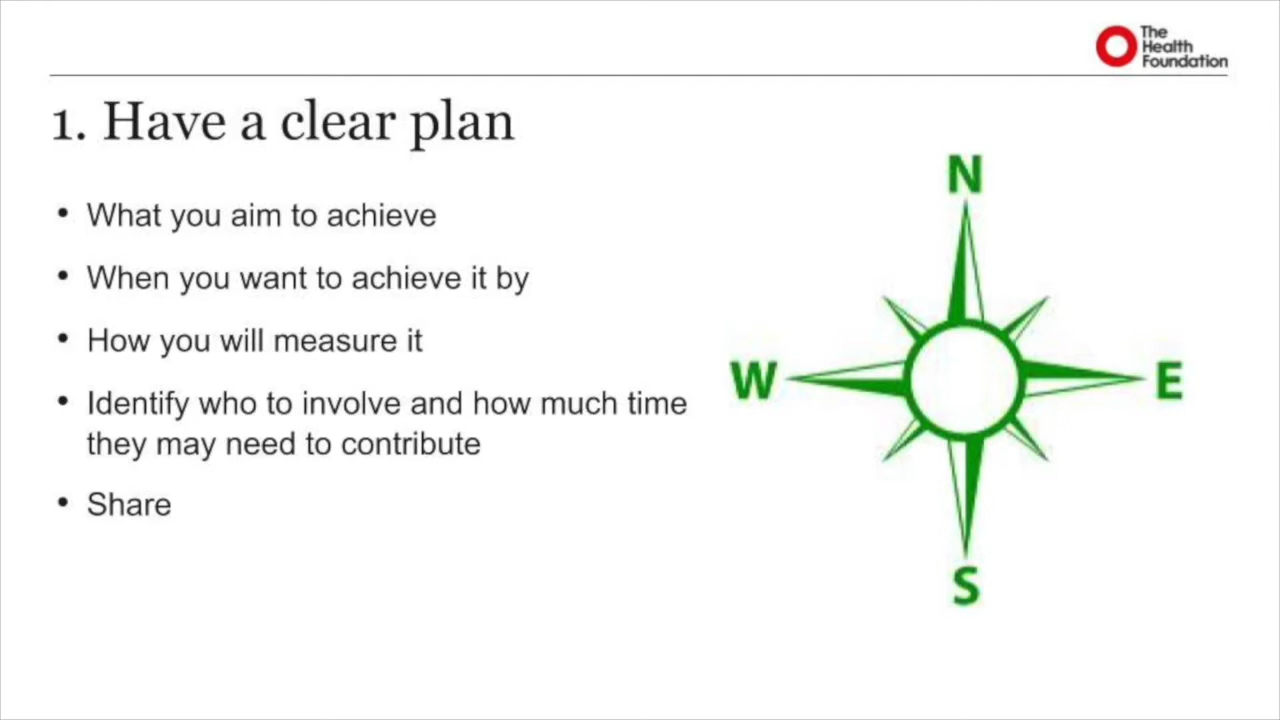 The
Health
Foundation
1. Have a clear plan
• What you aim to achieve
• When you want to achieve it by
• How you will measure it
• Identify who to involve and how much time
they may need to contribute
• Share
N
W
E
S